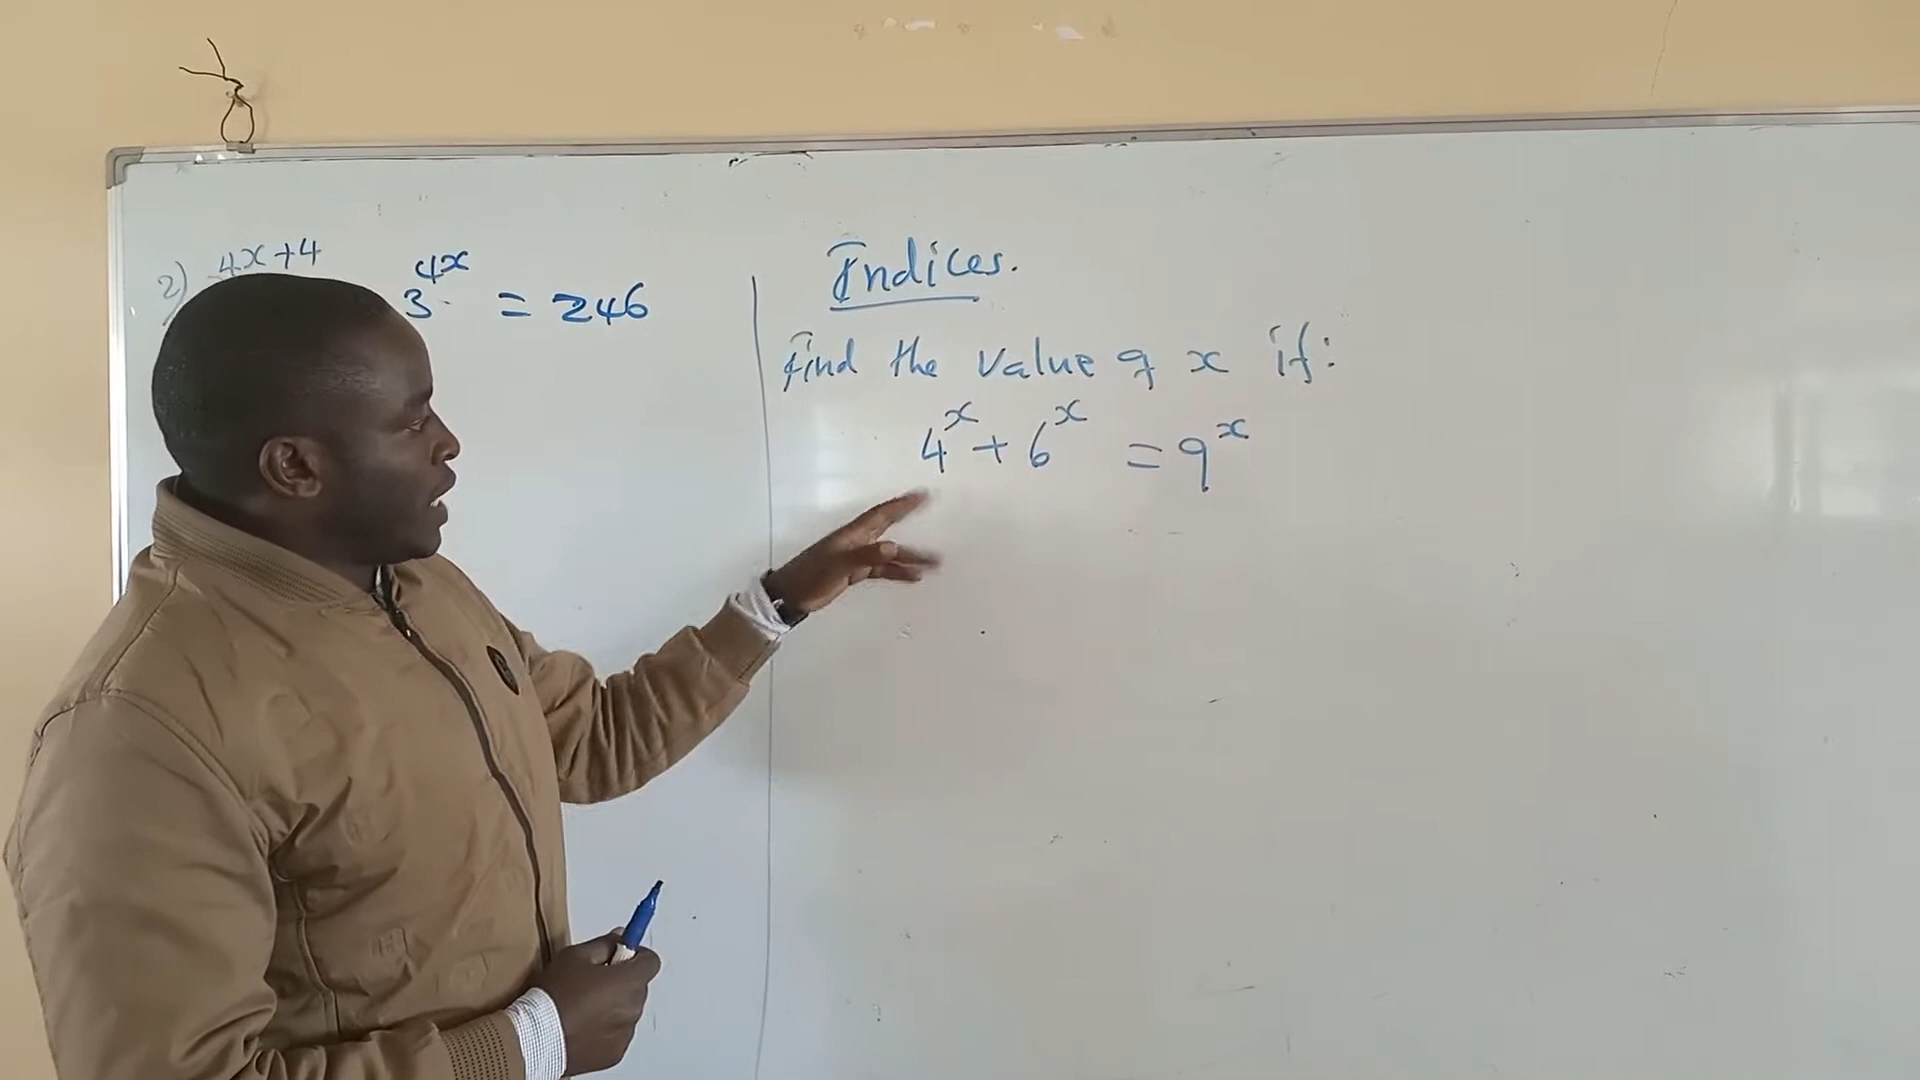 2) 4x+4 3^4x = 246
Indices.
Find the value of x if:
4^x + 6^x = 9^x